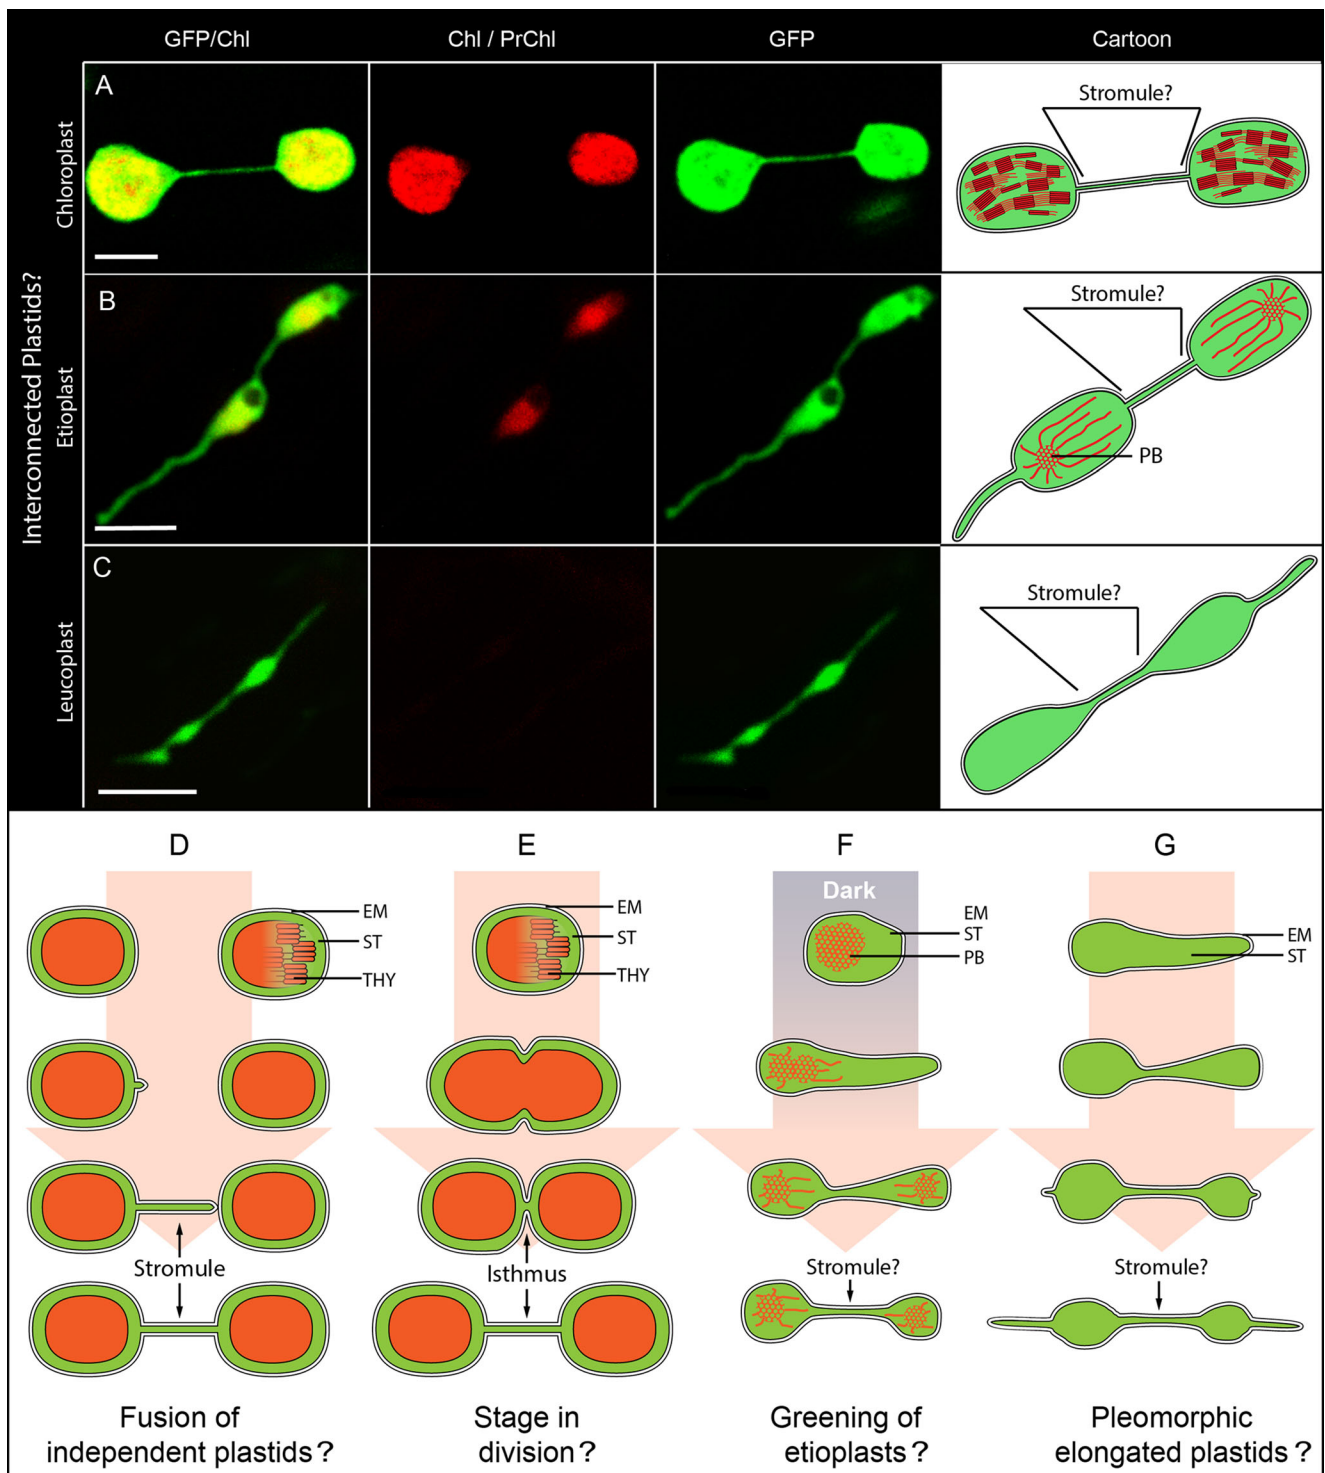 GFP/Chl
Chl / PrChl
GFP
Cartoon
Interconnected Plastids?
Chloroplast
A
Stromule?
Etioplast
B
Stromule?
PB
Leucoplast
C
Stromule?
D
EM
ST
THY
Stromule
Fusion of
independent plastids?
E
EM
ST
THY
Isthmus
Stage in
division?
F
Dark
EM
ST
PB
Stromule?
Greening of
etioplasts?
G
EM
ST
Stromule?
Pleomorphic
elongated plastids?